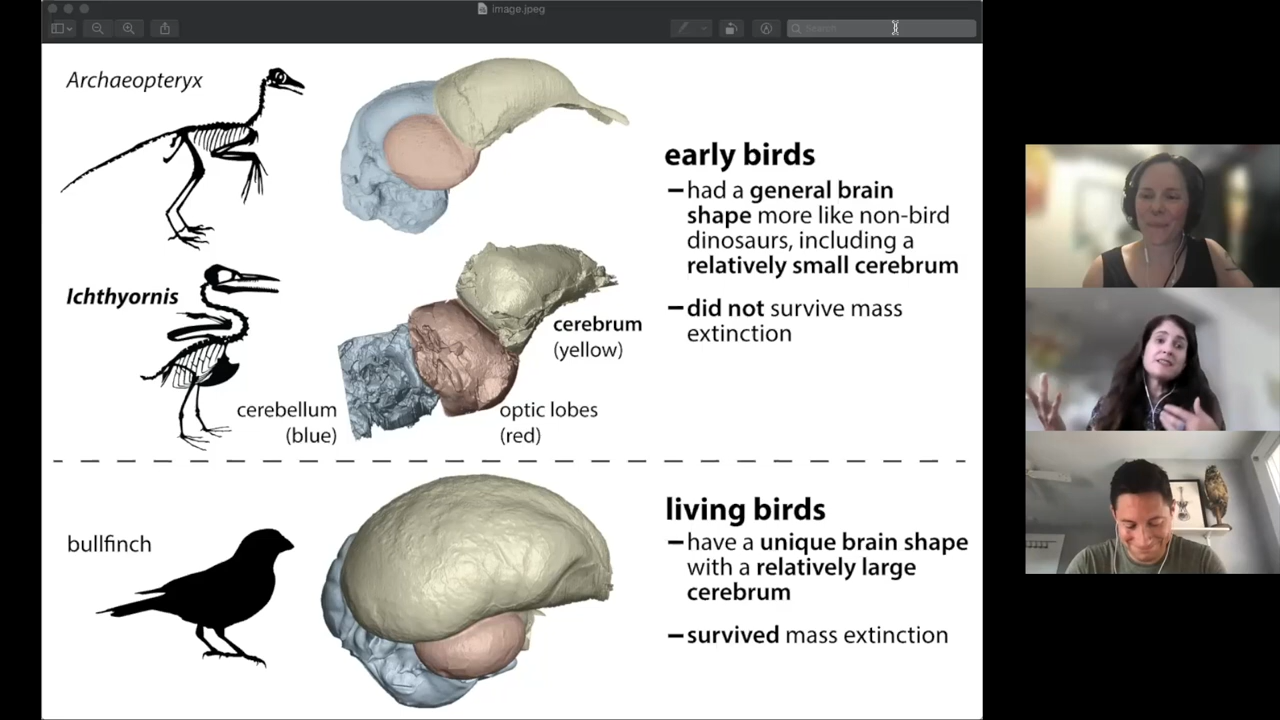 image.jpeg
Search
Archaeopteryx
early birds
—had a general brain
shape more like non-bird
dinosaurs, including a
relatively small cerebrum
—did not survive mass
extinction
Ichthyornis
cerebrum
(yellow)
cerebellum
(blue)
optic lobes
(red)
living birds
—have a unique brain shape
with a relatively large
cerebrum
—survived mass extinction
bullfinch